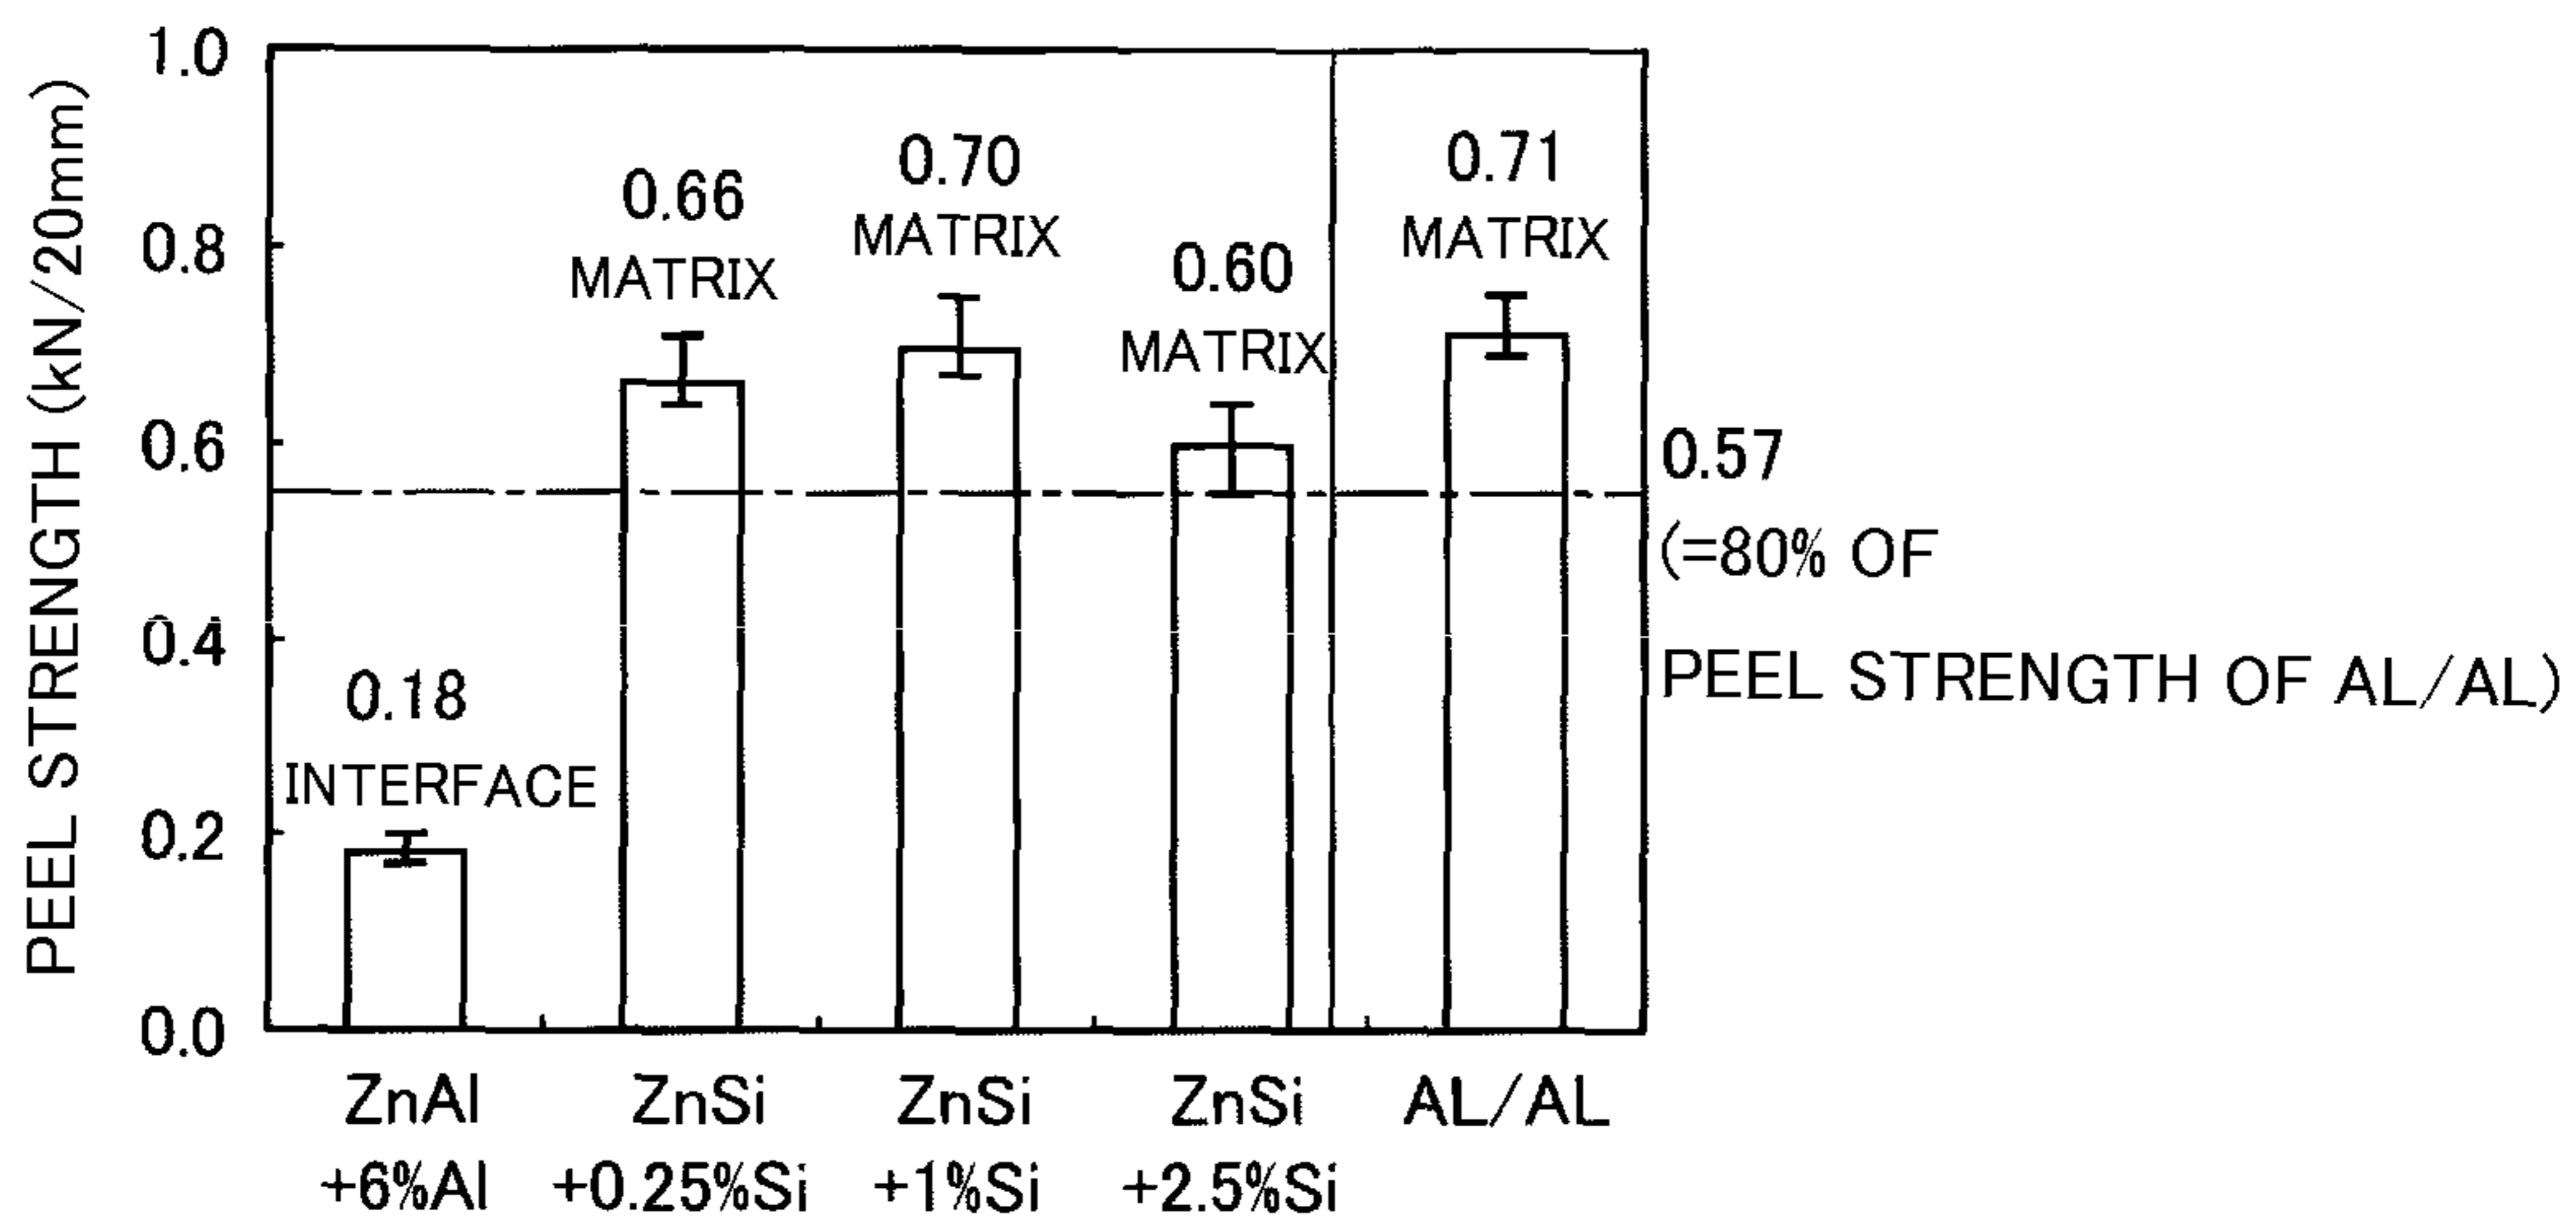 PEEL STRENGTH (kN/20mm)
1.0
0.8
0.6
0.4
0.2
0.0
0.18
INTERFACE
0.66
MATRIX
0.70
MATRIX
0.60
MATRIX
0.71
MATRIX
0.57
(=80% OF
PEEL STRENGTH OF AL/AL)
ZnAl
+6%Al
ZnSi
+0.25%Si
ZnSi
+1%Si
ZnSi
+2.5%Si
AL/AL